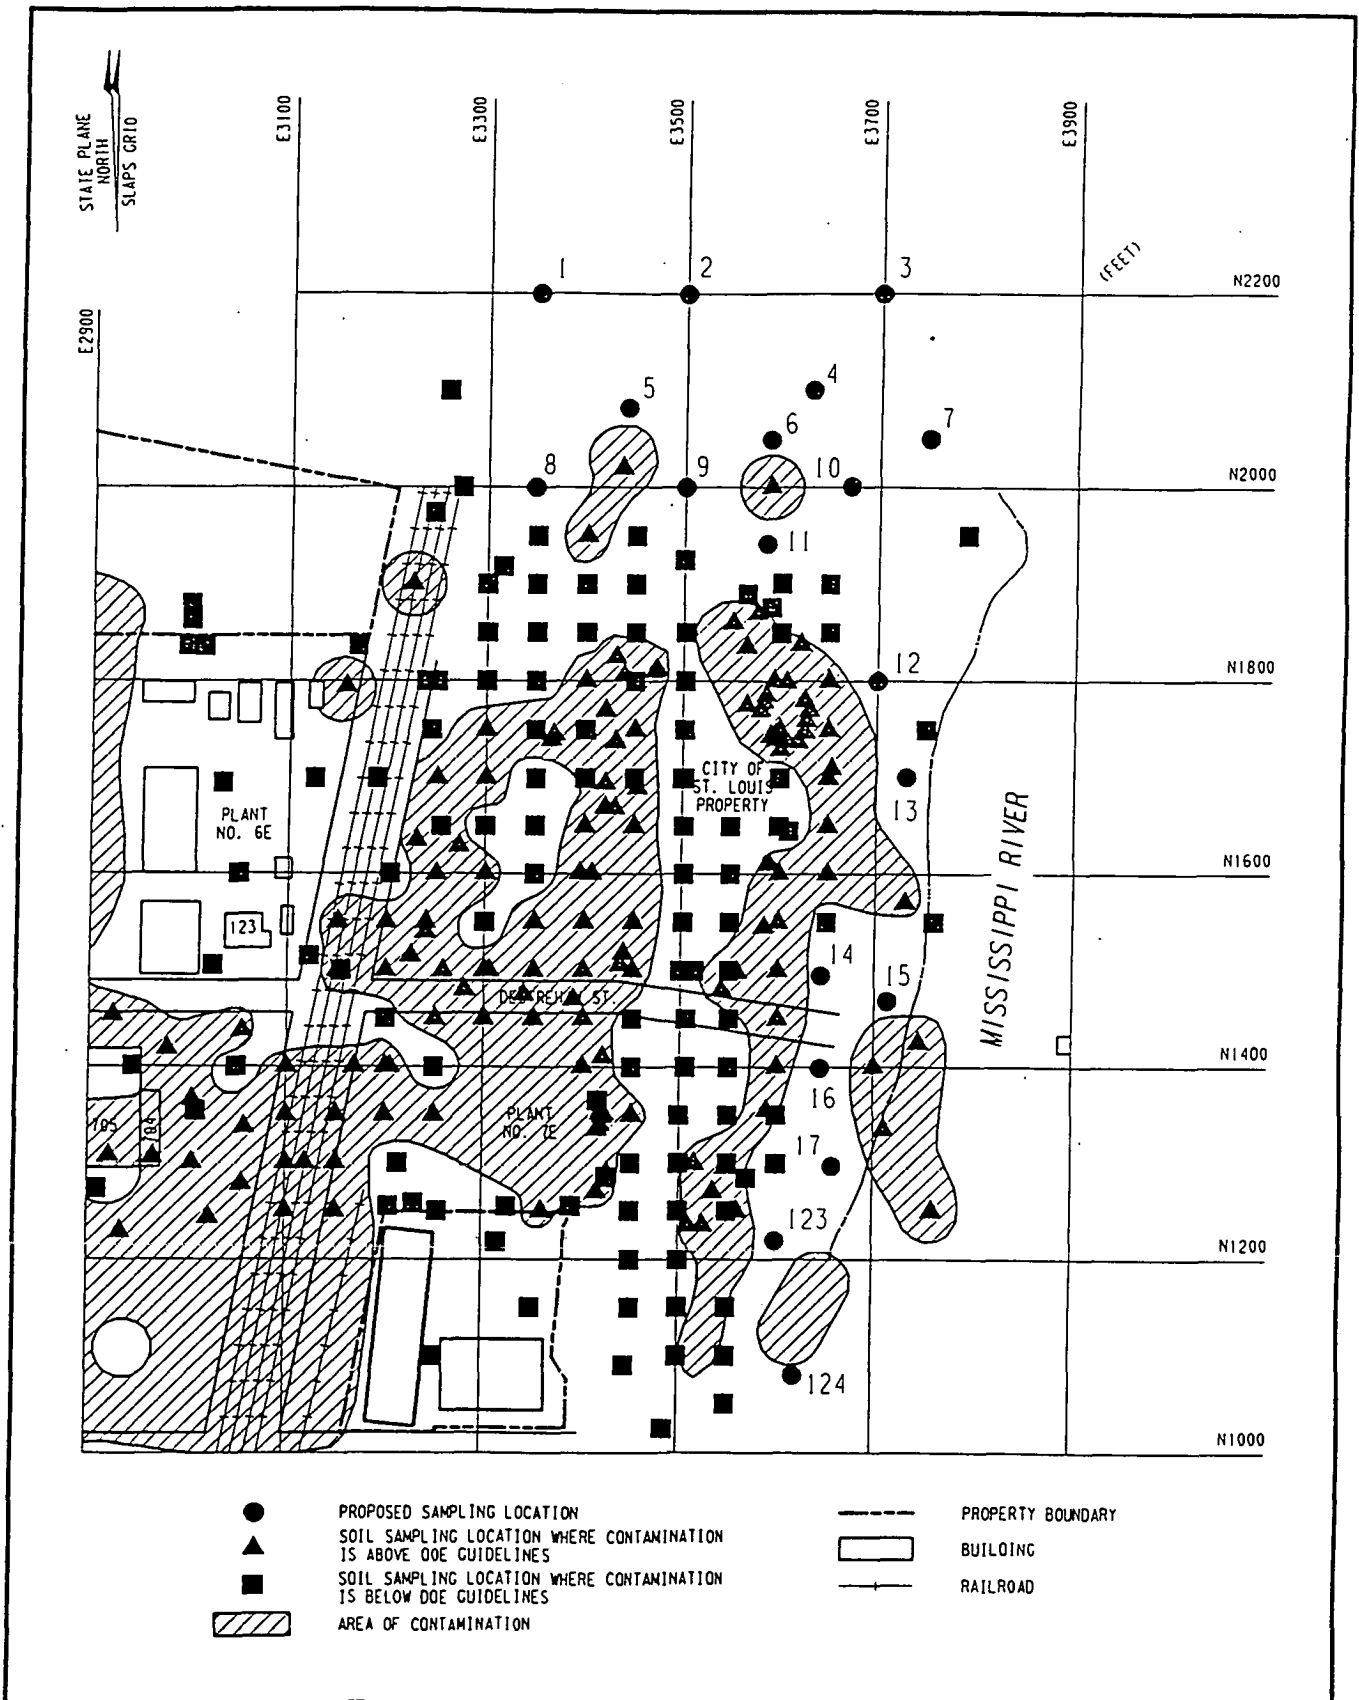 STATE PLANE
NORTH
SLAPS GRID
E2900
E3100
E3300
E3500
E3700
E3900
(FEET)
1
2
3
N2200
4
5
6
7
8
9
10
N2000
11
12
N1800
CITY OF
ST. LOUIS
PROPERTY
13
PLANT
NO. 6E
MISSISSIPPI RIVER
N1600
123
14
15
DESTREHAN ST.
N1400
16
705
704
PLANT
NO. 7E
17
123
N1200
124
N1000
PROPOSED SAMPLING LOCATION
SOIL SAMPLING LOCATION WHERE CONTAMINATION
IS ABOVE DOE GUIDELINES
SOIL SAMPLING LOCATION WHERE CONTAMINATION
IS BELOW DOE GUIDELINES
AREA OF CONTAMINATION
PROPERTY BOUNDARY
BUILDING
RAILROAD